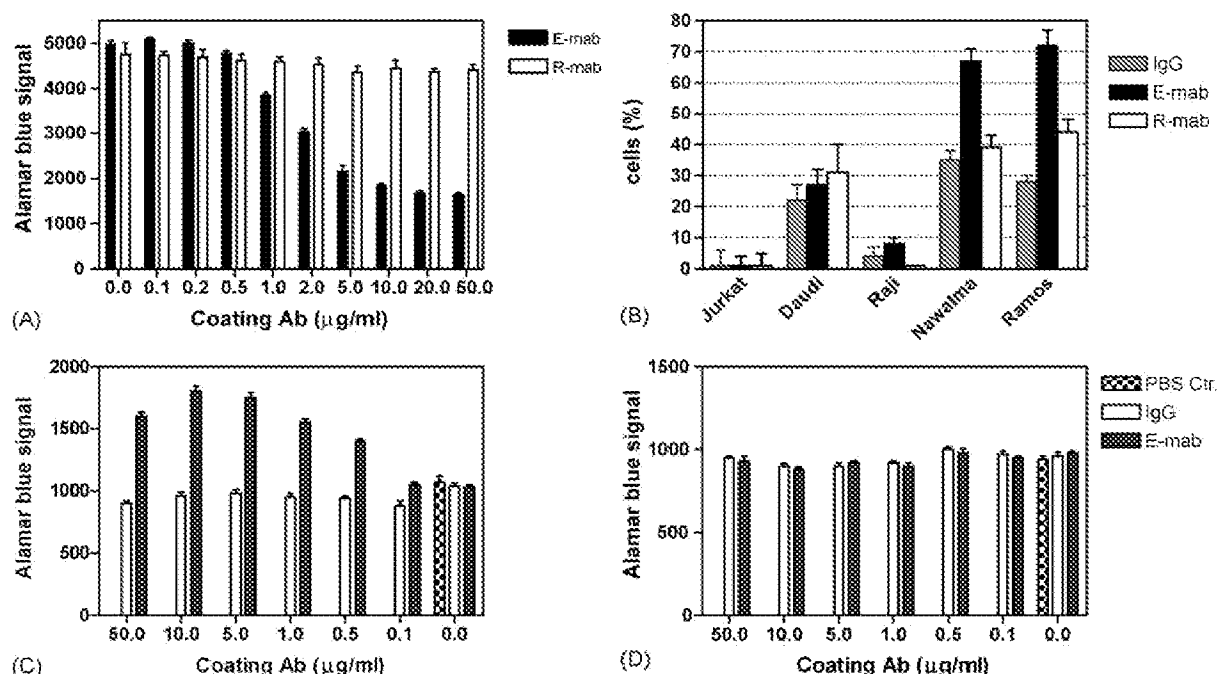 Alamar blue signal
5000
4000
3000
2000
1000
0
E-mab
R-mab
0.0 0.1 0.2 0.5 1.0 2.0 5.0 10.0 20.0 50.0
Coating Ab (µg/ml)
(A)
cells (%)
80
70
60
50
40
30
20
10
0
IgG
E-mab
R-mab
Jurkat Daudi Raji Nawalma Ramos
(B)
Alamar blue signal
2000
1500
1000
500
0
50.0 10.0 5.0 1.0 0.5 0.1 0.0
Coating Ab (µg/ml)
(C)
Alamar blue signal
1500
1000
500
0
PBS Ctr.
IgG
E-mab
50.0 10.0 5.0 1.0 0.5 0.1 0.0
Coating Ab (µg/ml)
(D)